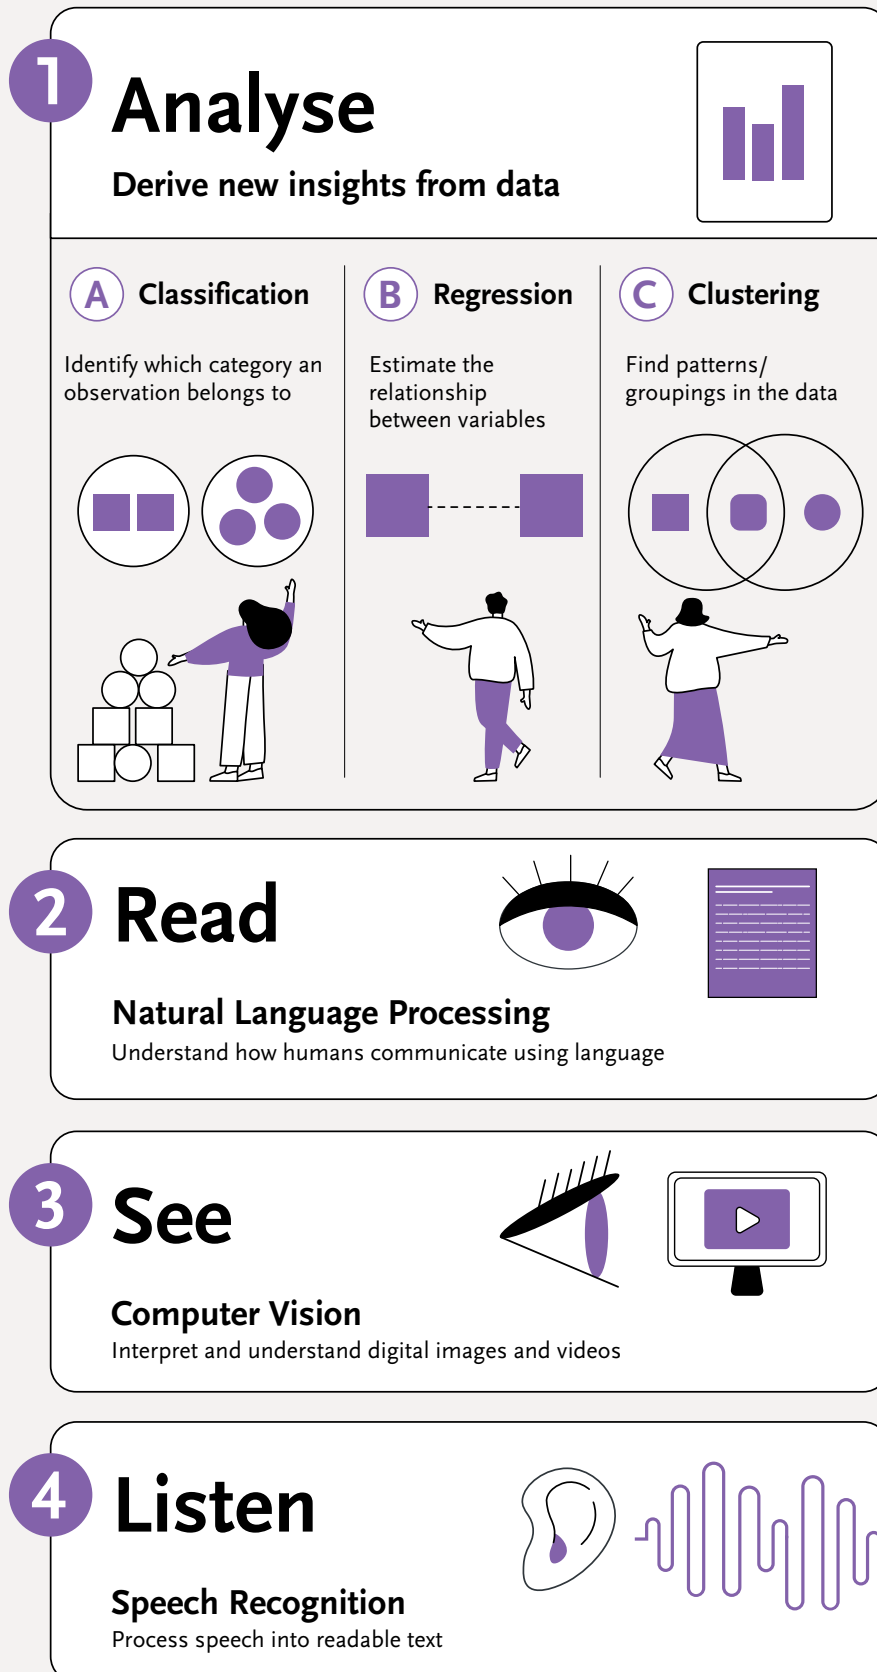 1
Analyse
Derive new insights from data
A Classification
Identify which category an
observation belongs to
B Regression
Estimate the
relationship
between variables
C Clustering
Find patterns/
groupings in the data
2
Read
Natural Language Processing
Understand how humans communicate using language
3
See
Computer Vision
Interpret and understand digital images and videos
4
Listen
Speech Recognition
Process speech into readable text